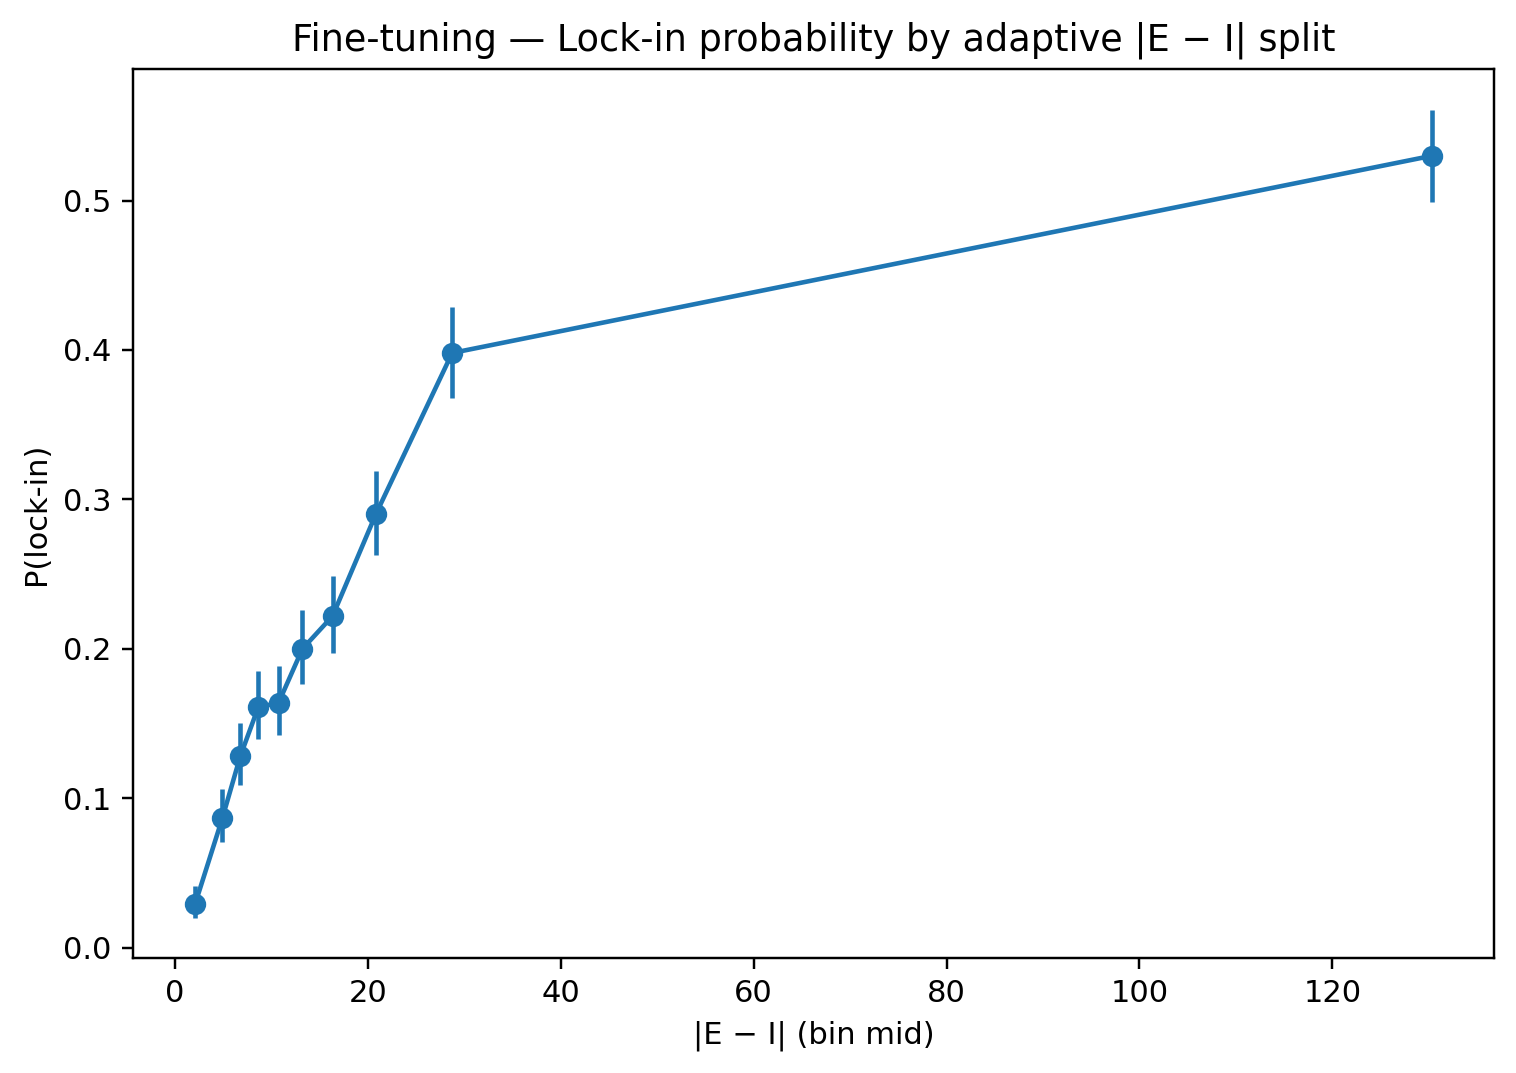 Fine-tuning — Lock-in probability by adaptive |E − I| split
P(lock-in)
0.5
0.4
0.3
0.2
0.1
0.0
0 20 40 60 80 100 120
|E − I| (bin mid)